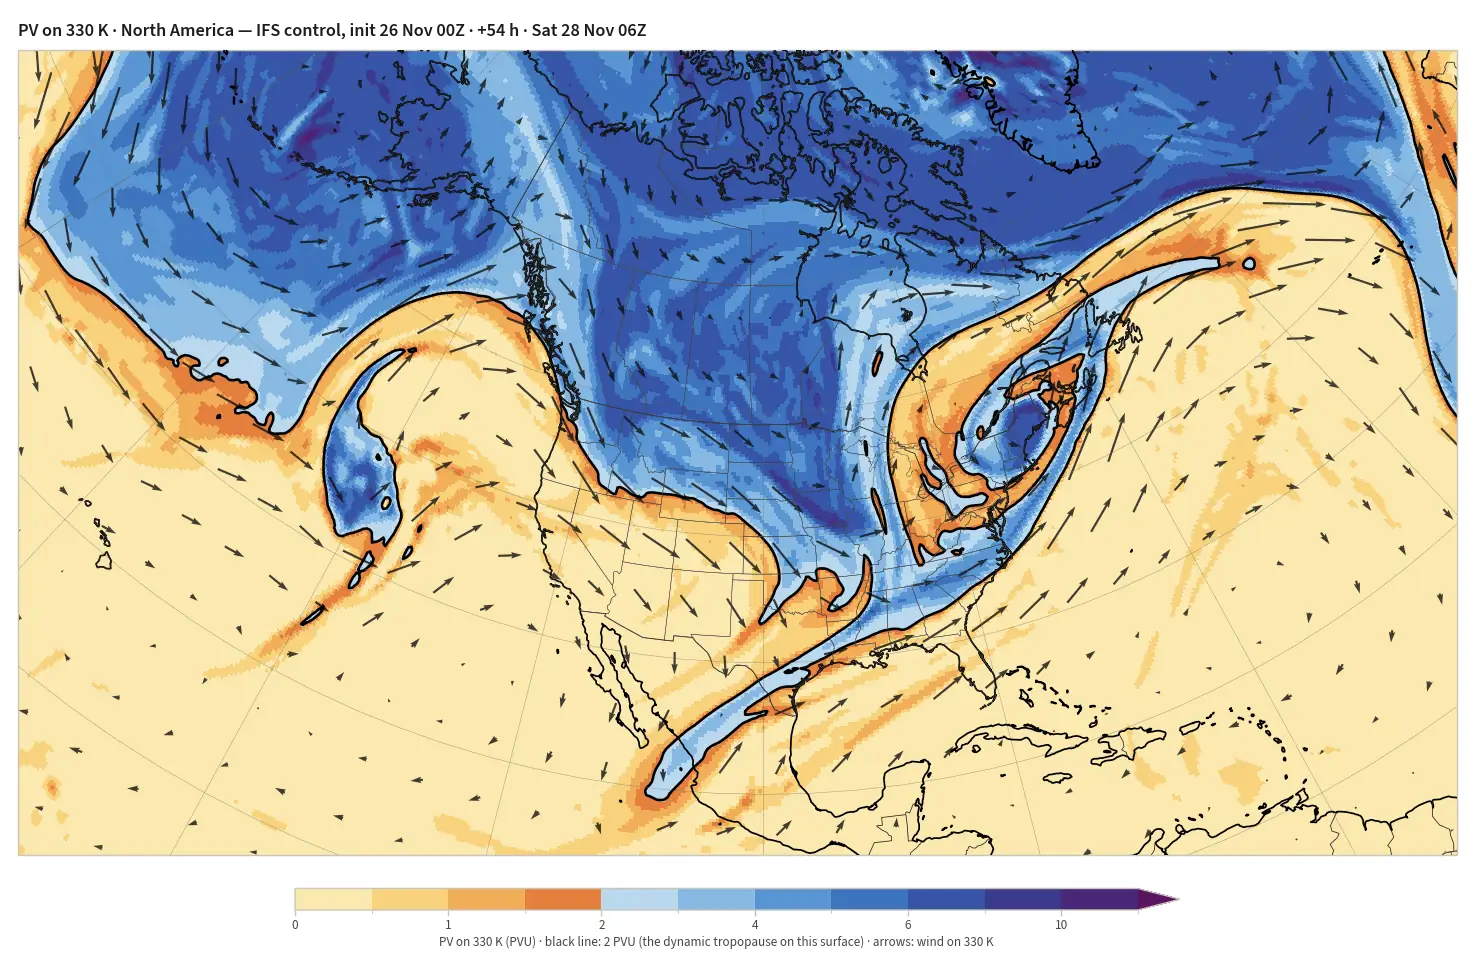 PV on 330 K · North America — IFS control, init 26 Nov 00Z · +54 h · Sat 28 Nov 06Z
0 1 2 4 6 8 10
PV on 330 K (PVU) · black line: 2 PVU (the dynamic tropopause on this surface) · arrows: wind on 330 K